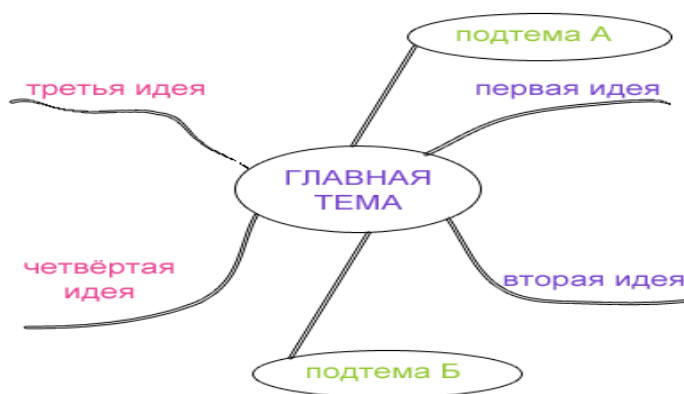 подтема А
третья идея
первая идея
ГЛАВНАЯ
ТЕМА
четвёртая
идея
вторая идея
подтема Б